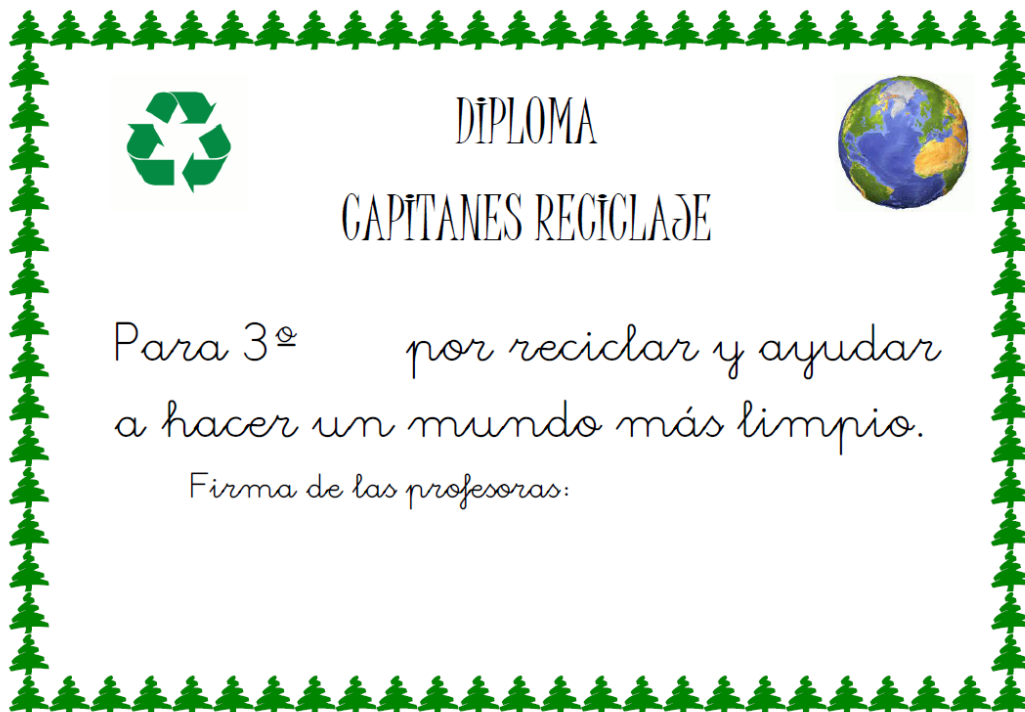 DIPLOMA
CAPITANES RECICLAJE
Para 3º por reciclar y ayudar
a hacer un mundo más limpio.
Firma de las profesoras: